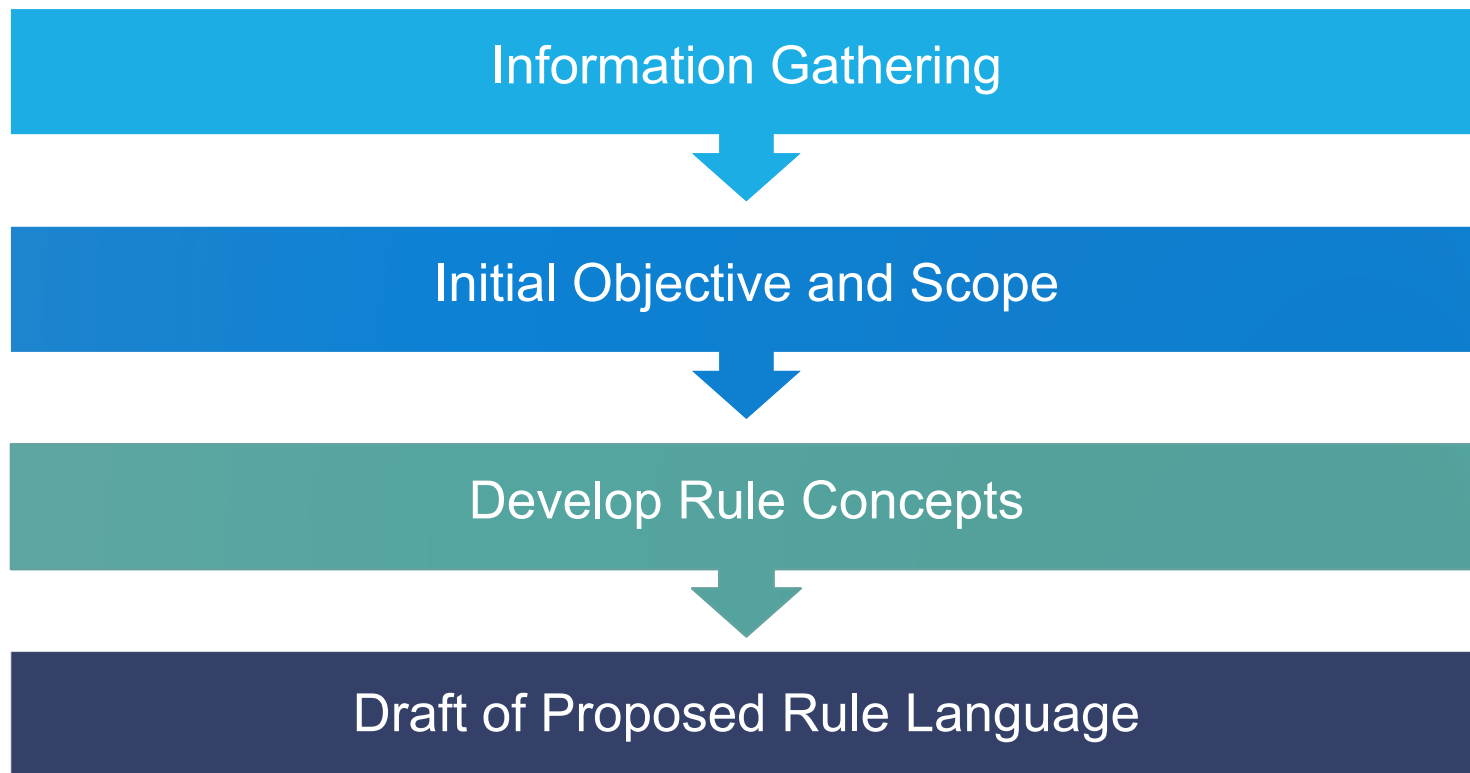 Information Gathering
Initial Objective and Scope
Develop Rule Concepts
Draft of Proposed Rule Language